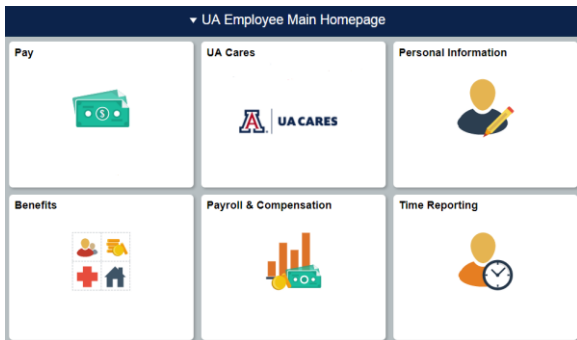 UA Employee Main Homepage
Pay
UA Cares
Personal Information
A UA CARES
Benefits
Payroll & Compensation
Time Reporting